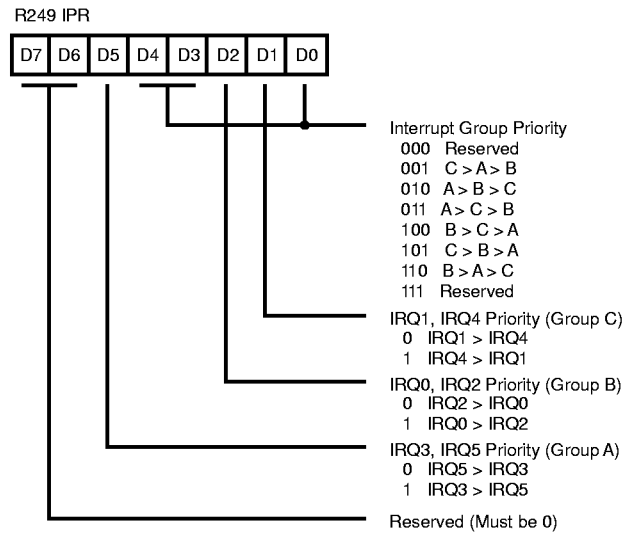 R249 IPR
D7 D6 D5 D4 D3 D2 D1 D0
Interrupt Group Priority
000 Reserved
001 C > A > B
010 A > B > C
011 A > C > B
100 B > C > A
101 C > B > A
110 B > A > C
111 Reserved
IRQ1, IRQ4 Priority (Group C)
0 IRQ1 > IRQ4
1 IRQ4 > IRQ1
IRQ0, IRQ2 Priority (Group B)
0 IRQ2 > IRQ0
1 IRQ0 > IRQ2
IRQ3, IRQ5 Priority (Group A)
0 IRQ5 > IRQ3
1 IRQ3 > IRQ5
Reserved (Must be 0)